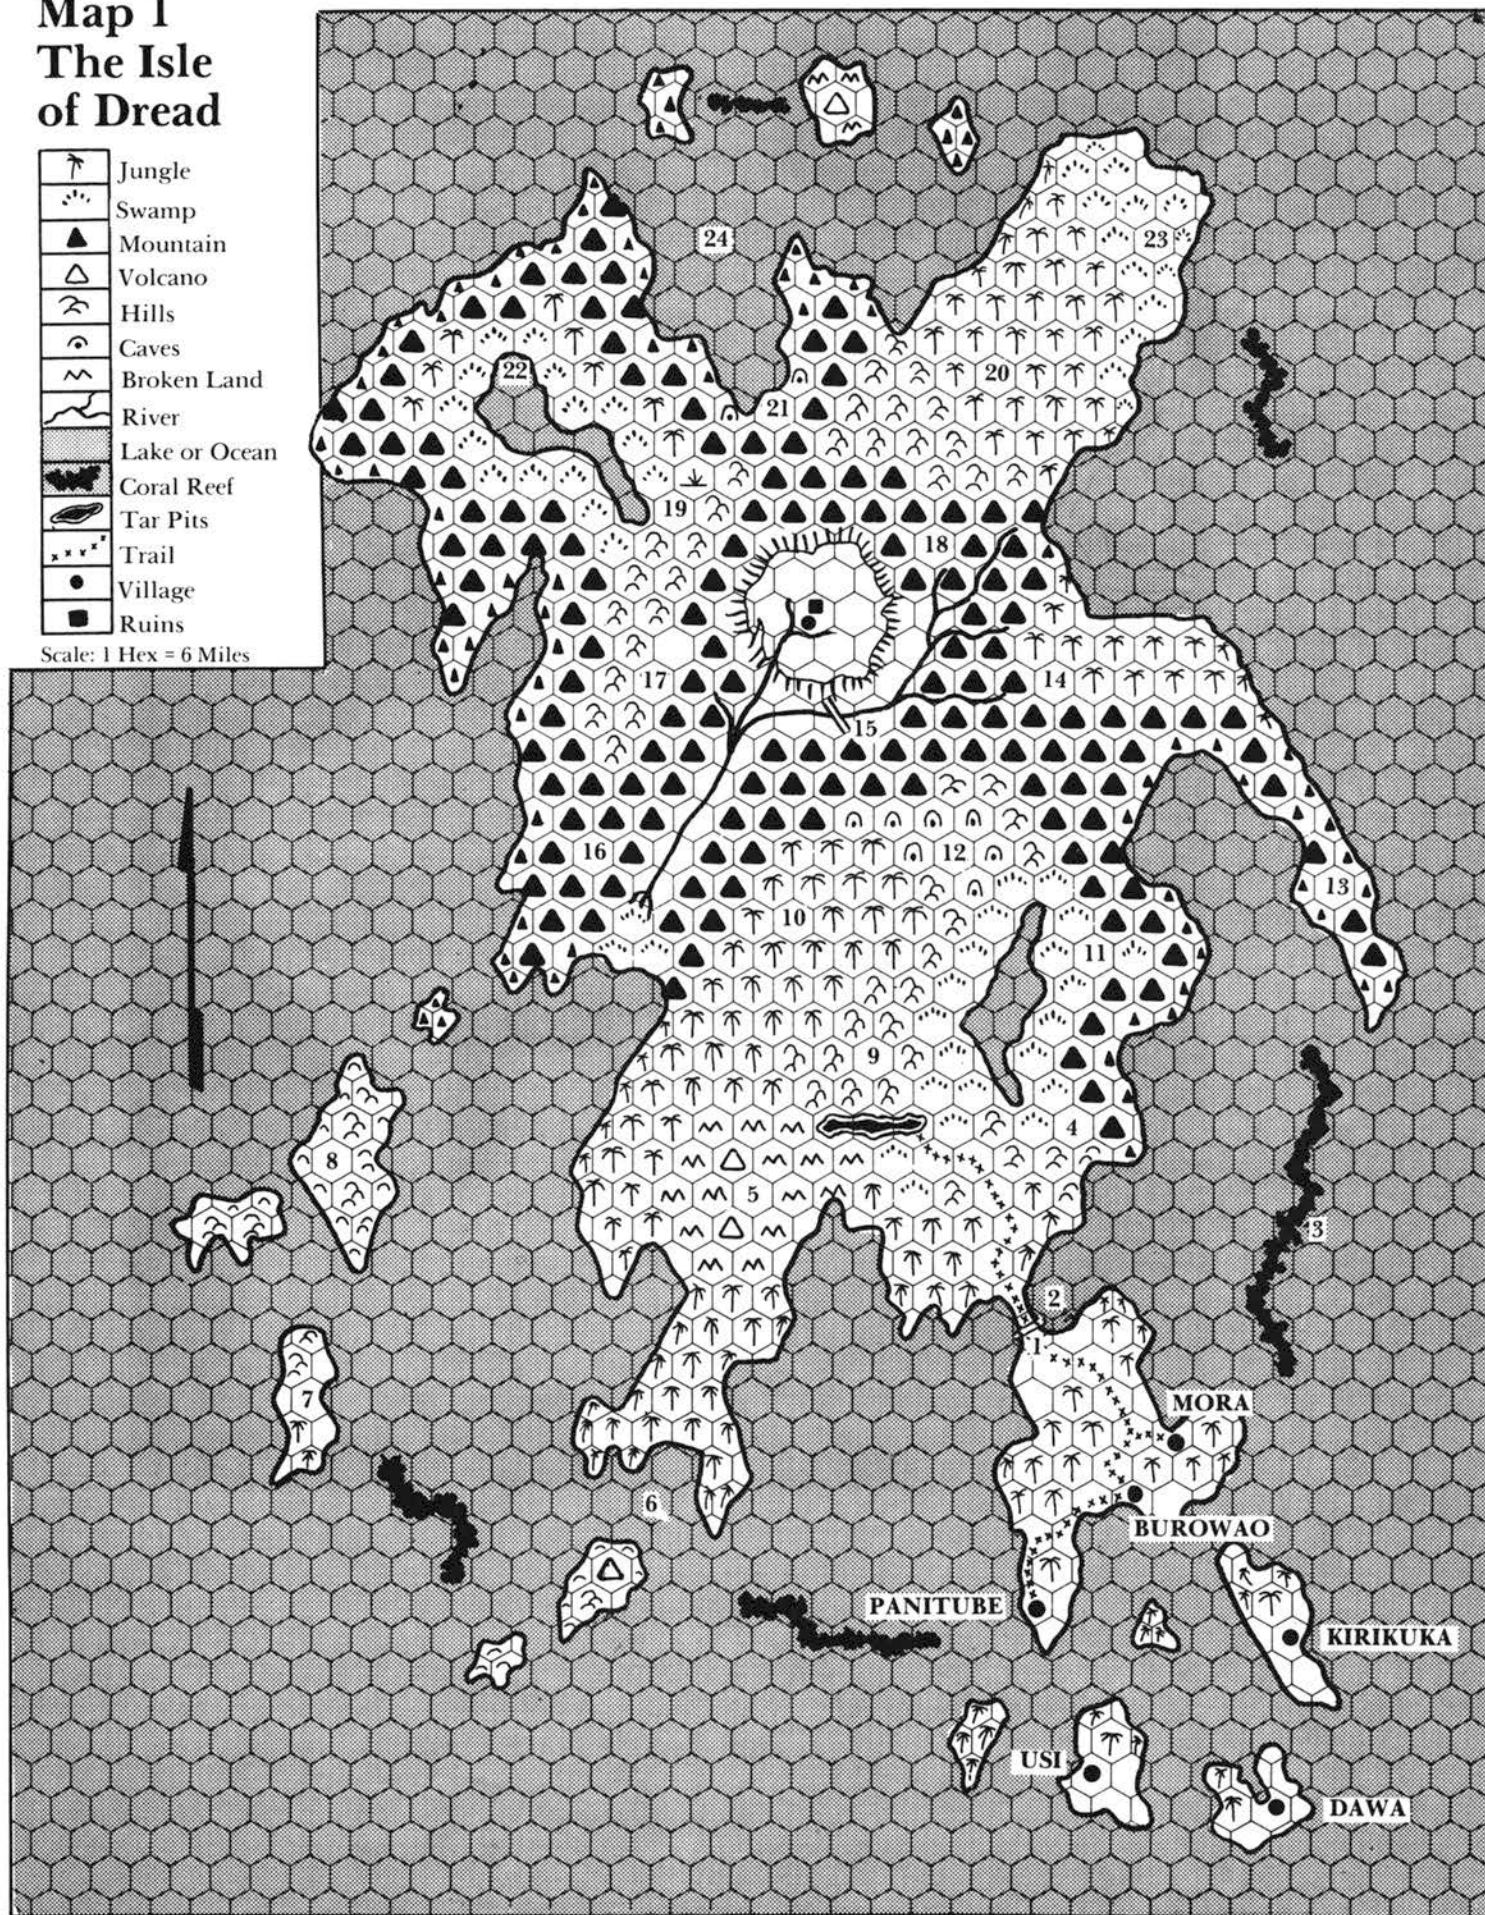 Map 1
The Isle
of Dread
Jungle
Swamp
Mountain
Volcano
Hills
Caves
Broken Land
River
Lake or Ocean
Coral Reef
Tar Pits
Trail
Village
Ruins
Scale: 1 Hex = 6 Miles
24
23
22
20
21
19
18
17
14
15
16
12
13
10
11
9
4
8
5
3
2
1
7
MORA
6
BUROWAO
PANITUBE
KIRIKUKA
USI
DAWA